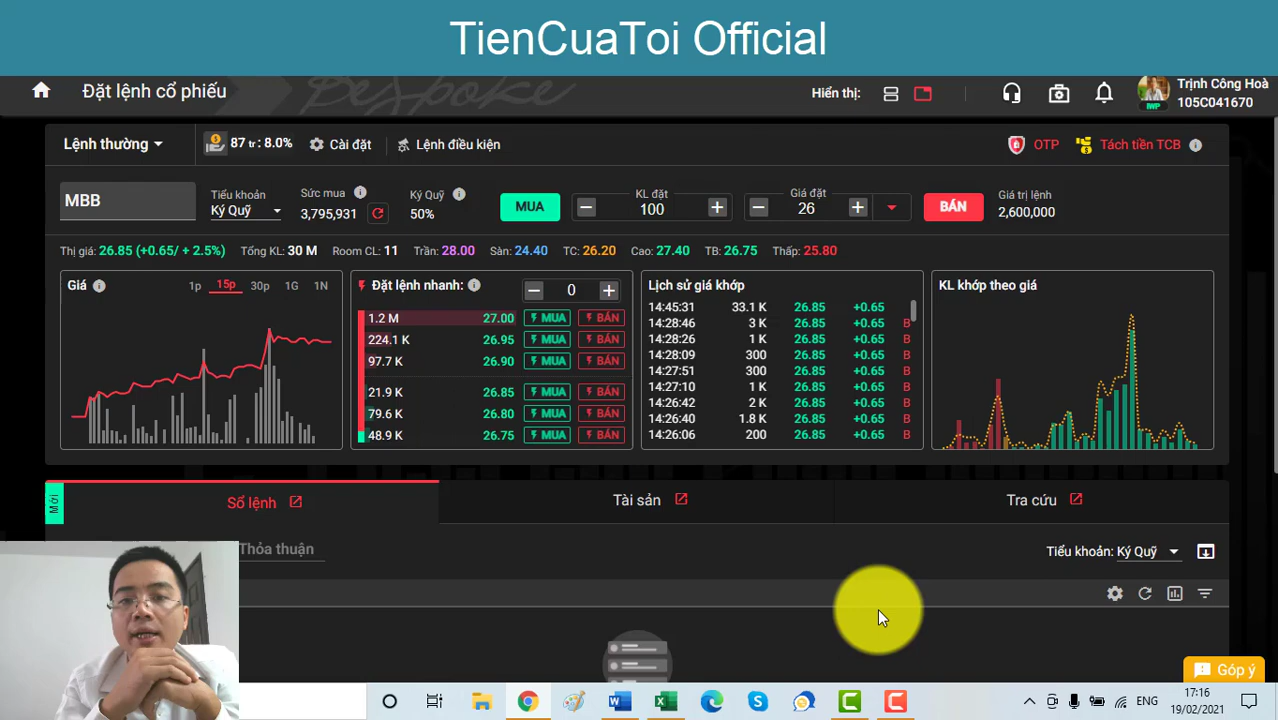 TienCuaToi Official
Đặt lệnh cổ phiếu
Bespoke
Hiển thị:
Trịnh Công Hoà
105C041670
IWP
Lệnh thường
87 tr : 8.0%
Cài đặt
Lệnh điều kiện
OTP
Tách tiền TCB
MBB
Tiểu khoản
Ký Quỹ
Sức mua
3,795,931
Ký Quỹ
50%
MUA
KL đặt
100
Giá đặt
26
BÁN
Giá trị lệnh
2,600,000
Thị giá: 26.85 (+0.65/ + 2.5%) Tổng KL: 30 M Room CL: 11 Trần: 28.00 Sàn: 24.40 TC: 26.20 Cao: 27.40 TB: 26.75 Thấp: 25.80
Giá
1p 15p 30p 1G 1N
Đặt lệnh nhanh:
0
1.2 M 27.00 MUA BÁN
224.1 K 26.95 MUA BÁN
97.7 K 26.90 MUA BÁN
21.9 K 26.85 MUA BÁN
79.6 K 26.80 MUA BÁN
48.9 K 26.75 MUA BÁN
Lịch sử giá khớp
14:45:31 33.1 K 26.85 +0.65
14:28:46 3 K 26.85 +0.65 B
14:28:26 1 K 26.85 +0.65 B
14:28:09 300 26.85 +0.65 B
14:27:51 300 26.85 +0.65 B
14:27:10 1 K 26.85 +0.65 B
14:26:42 2 K 26.85 +0.65 B
14:26:40 1.8 K 26.85 +0.65 B
14:26:06 200 26.85 +0.65 B
KL khớp theo giá
Mới
Sổ lệnh
Tài sản
Tra cứu
Thỏa thuận
Tiểu khoản: Ký Quỹ
Góp ý
ENG
17:16
19/02/2021